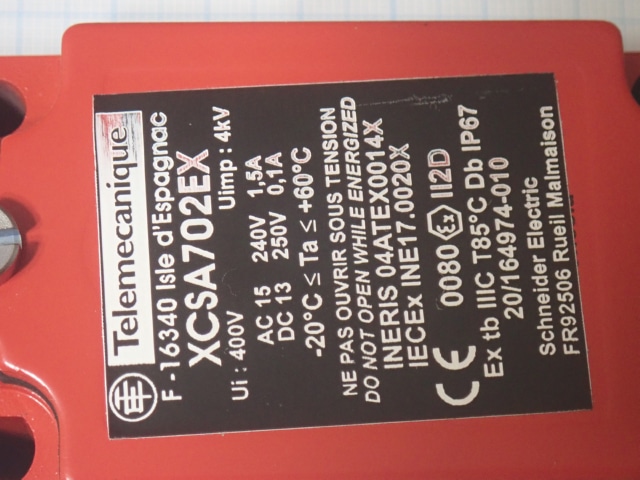 Telemecanique
F-16340 Isle d'Espagnac
XCSA702EX
Ui : 400V Uimp : 4kV
AC 15 240V 1,5A
DC 13 250V 0,1A
-20°C ≤ Ta ≤ +60°C
NE PAS OUVRIR SOUS TENSION
DO NOT OPEN WHILE ENERGIZED
INERIS 04ATEX0014X
IECEx INE17.0020X
CE 0080 Ex II2D
Ex tb IIIC T85°C Db IP67
20/164974-010
Schneider Electric
FR92506 Rueil Malmaison